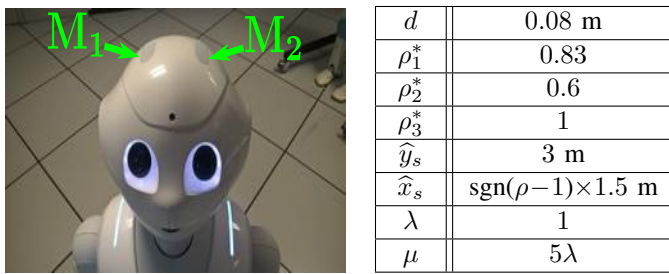 M₁ M₂
d 0.08 m
ρ₁* 0.83
ρ₂* 0.6
ρ₃* 1
ŷₛ 3 m
x̂ₛ sgn(ρ−1)×1.5 m
λ 1
μ 5λ